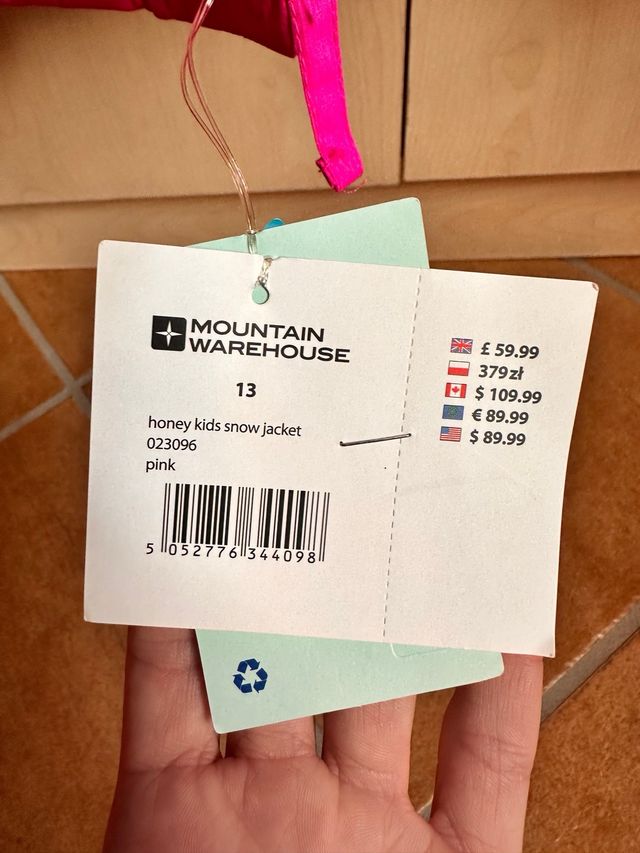 MOUNTAIN
WAREHOUSE
13
honey kids snow jacket
023096
pink
5 052776 344098
£ 59.99
379zł
$ 109.99
€ 89.99
$ 89.99